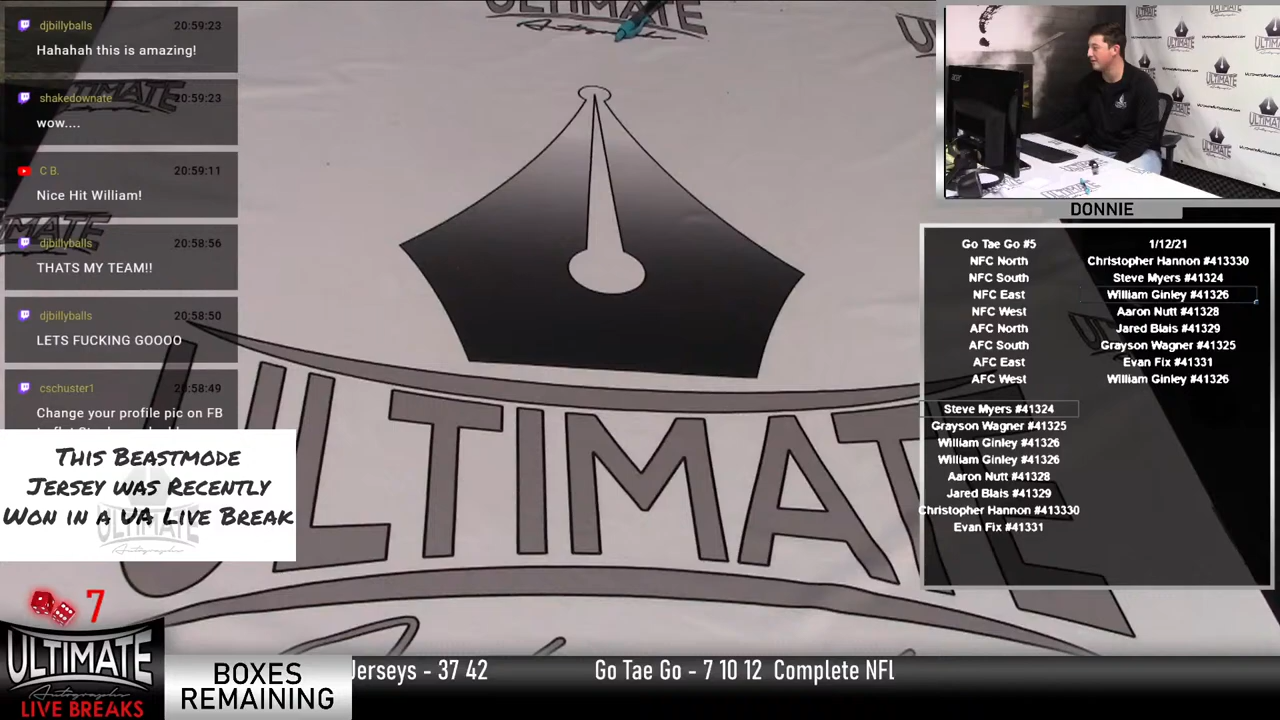 djbillyballs 20:59:23
Hahahah this is amazing!
shakedownate 20:59:23
wow....
C B. 20:59:11
Nice Hit William!
djbillyballs 20:58:56
THATS MY TEAM!!
djbillyballs 20:58:50
LETS FUCKING GOOOO
cschuster1 20:58:49
Change your profile pic on FB
THIS BEASTMODE
JERSEY WAS RECENTLY
WON IN A UA LIVE BREAK
7
ULTIMATE
Autographs
LIVE BREAKS
BOXES
REMAINING
Jerseys - 37 42
Go Tae Go - 7 10 12 Complete NFL
ULTIMATE
Autographs
ULTIMAT
ULTIMATE
DONNIE
Go Tae Go #5 1/12/21
NFC North Christopher Hannon #413330
NFC South Steve Myers #41324
NFC East William Ginley #41326
NFC West Aaron Nutt #41328
AFC North Jared Blais #41329
AFC South Grayson Wagner #41325
AFC East Evan Fix #41331
AFC West William Ginley #41326
Steve Myers #41324
Grayson Wagner #41325
William Ginley #41326
William Ginley #41326
Aaron Nutt #41328
Jared Blais #41329
Christopher Hannon #413330
Evan Fix #41331